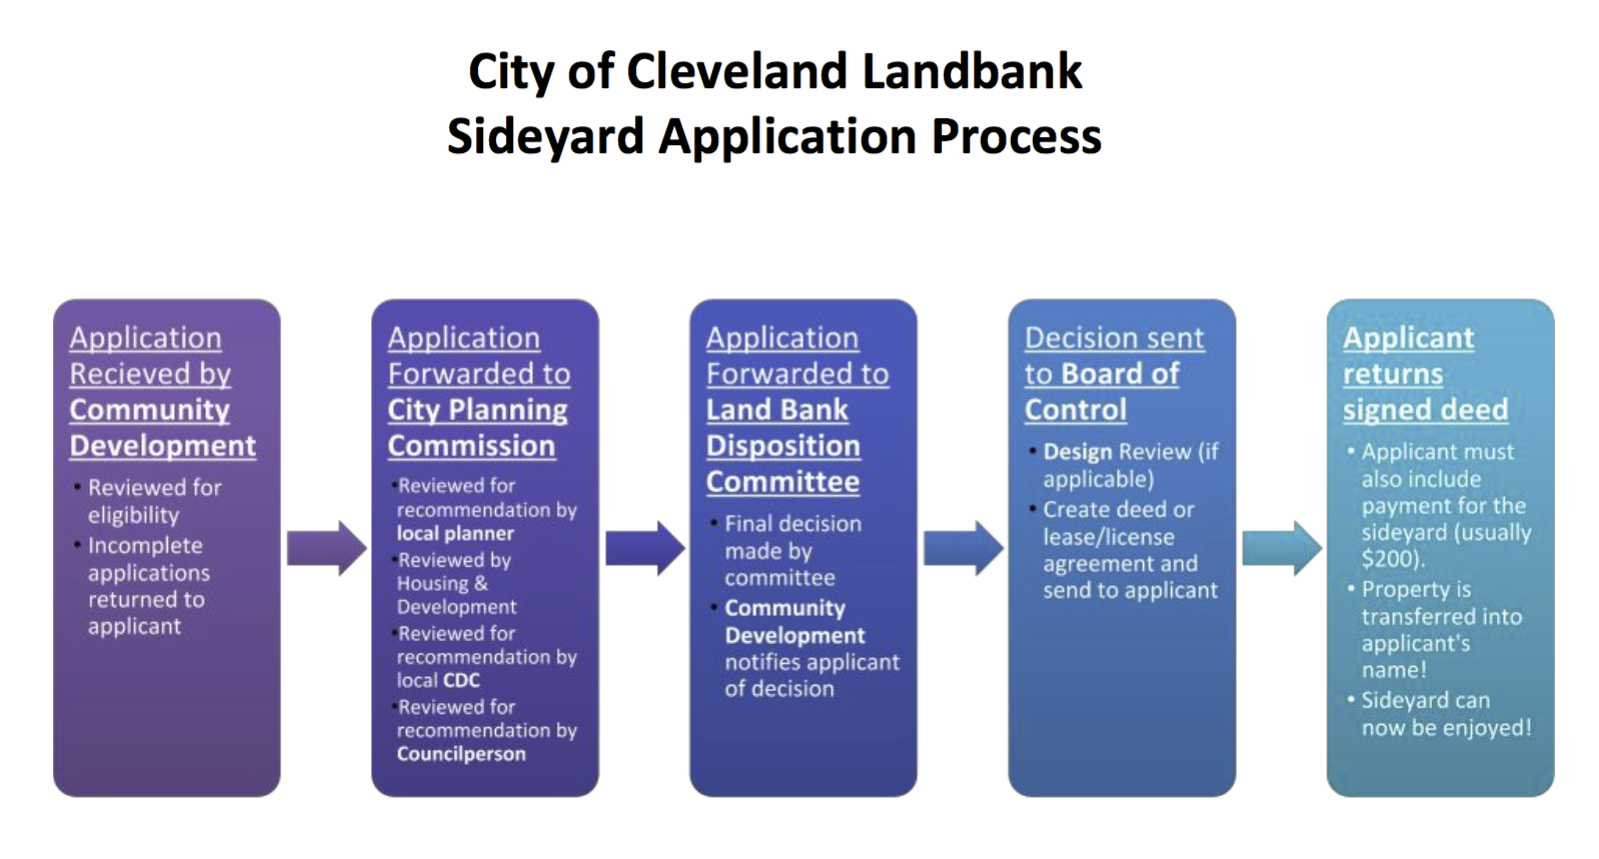 City of Cleveland Landbank
Sideyard Application Process
Application
Recieved by
Community
Development
• Reviewed for
eligibility
• Incomplete
applications
returned to
applicant
Application
Forwarded to
City Planning
Commission
•Reviewed for
recommendation by
local planner
•Reviewed by
Housing &
Development
•Reviewed for
recommendation by
local CDC
•Reviewed for
recommendation by
Councilperson
Application
Forwarded to
Land Bank
Disposition
Committee
• Final decision
made by
committee
• Community
Development
notifies applicant
of decision
Decision sent
to Board of
Control
• Design Review (if
applicable)
• Create deed or
lease/license
agreement and
send to applicant
Applicant
returns
signed deed
• Applicant must
also include
payment for the
sideyard (usually
$200).
• Property is
transferred into
applicant's
name!
• Sideyard can
now be enjoyed!